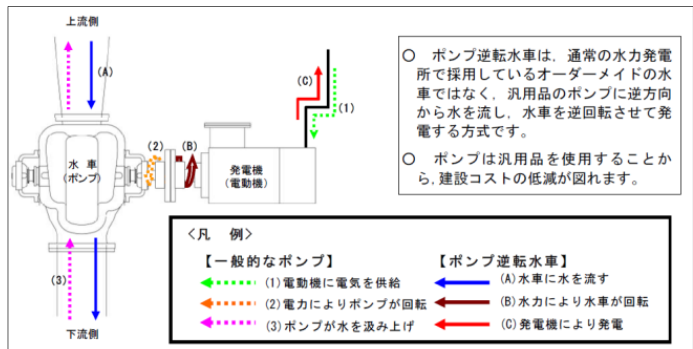 上流側
(A)
(C)
(1)
(2)
(B)
水 車
(ポンプ)
発電機
(電動機)
(3)
下流側
○ ポンプ逆転水車は，通常の水力発電
所で採用しているオーダーメイドの水
車ではなく，汎用品のポンプに逆方向
から水を流し，水車を逆回転させて発
電する方式です。
○ ポンプは汎用品を使用することか
ら,建設コストの低減が図れます。
＜凡 例＞
【一般的なポンプ】
(1)電動機に電気を供給
(2)電力によりポンプが回転
(3)ポンプが水を汲み上げ
【ポンプ逆転水車】
(A)水車に水を流す
(B)水力により水車が回転
(C)発電機により発電